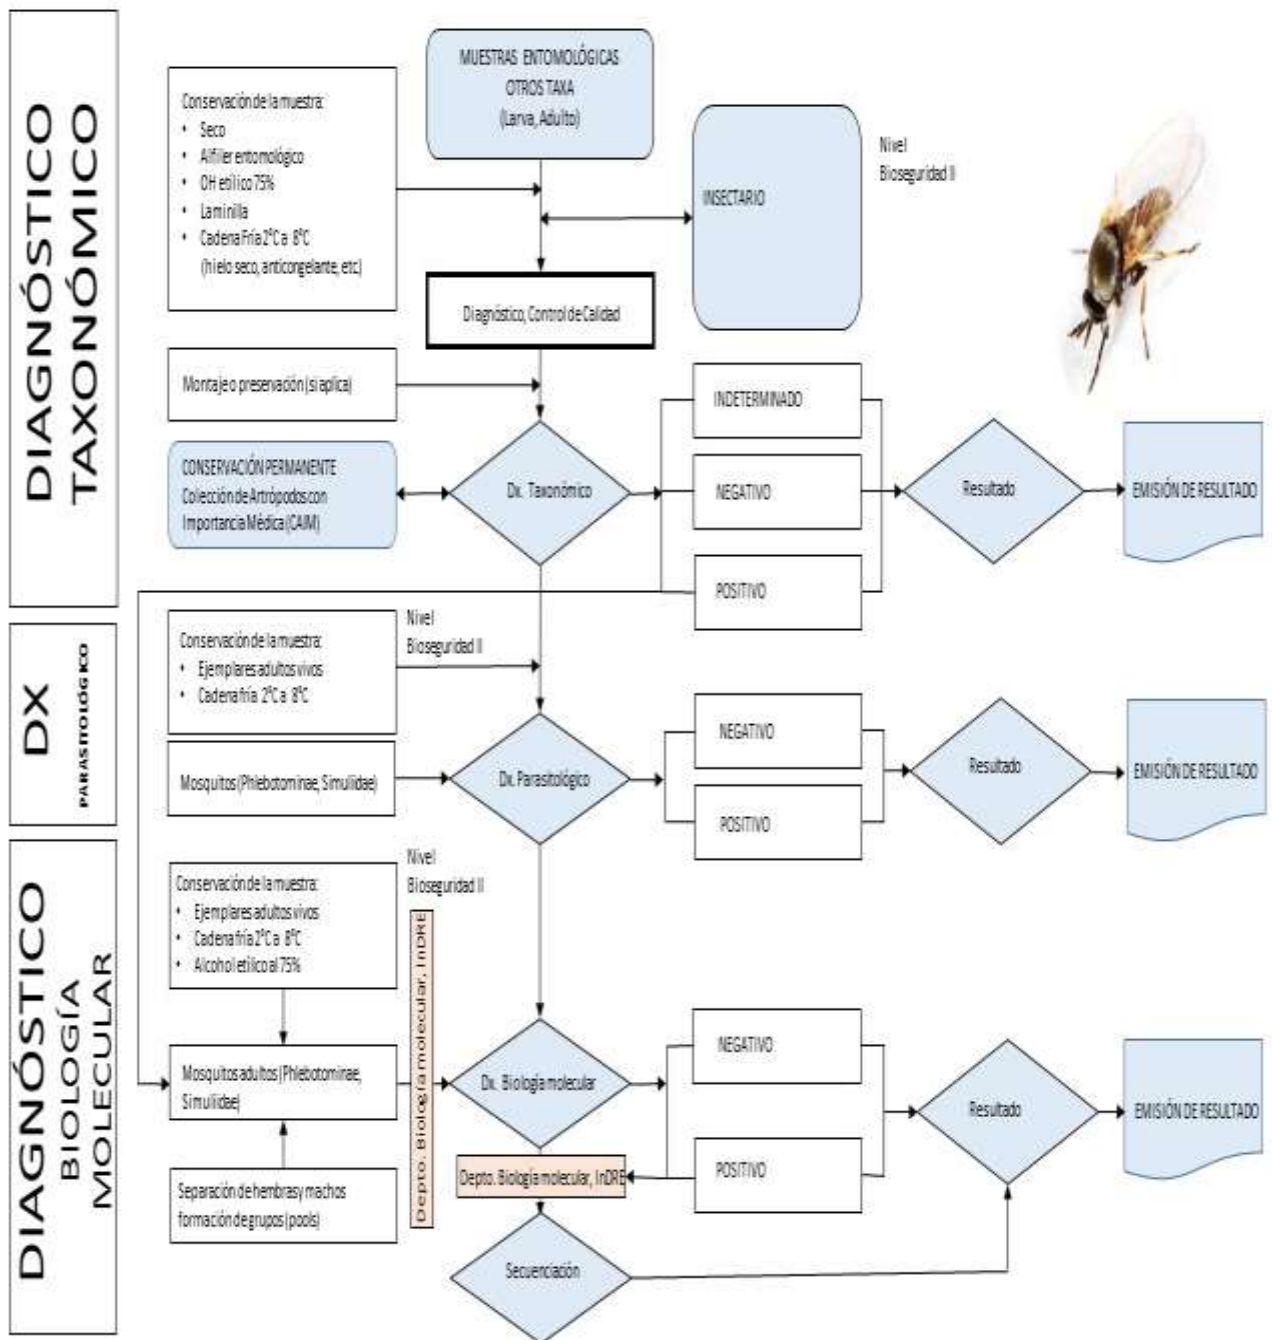 DIAGNÓSTICO
TAXONÓMICO
MUESTRAS ENTOMOLÓGICAS
OTROS TAXA
(Larva, Adulto)
Conservación de la muestra:
• Seco
• Alfiler entomológico
• OH etílico 75%
• Laminilla
• Cadena Fría 2°C a 8°C
(hielo seco, anticongelante, etc.)
INSECTARIO
Nivel
Bioseguridad II
Diagnóstico, Control de Calidad
Montaje o preservación (si aplica)
CONSERVACIÓN PERMANENTE
Colección de Artrópodos con
Importancia Médica (CAIM)
Dx. Taxonómico
INDETERMINADO
NEGATIVO
POSITIVO
Resultado
EMISIÓN DE RESULTADO
DX
PARASITOLÓGICO
Conservación de la muestra:
• Ejemplares adultos vivos
• Cadena fría 2°C a 8°C
Nivel
Bioseguridad II
Mosquitos (Phlebotominae, Simuliidae)
Dx. Parasitológico
NEGATIVO
POSITIVO
Resultado
EMISIÓN DE RESULTADO
DIAGNÓSTICO
BIOLOGÍA
MOLECULAR
Conservación de la muestra:
• Ejemplares adultos vivos
• Cadena fría 2°C a 8°C
• Alcohol etílico al 75%
Nivel
Bioseguridad II
Depto. Biología molecular, InDRE
Mosquitos adultos (Phlebotominae,
Simuliidae)
Separación de hembras y machos
formación de grupos (pools)
Dx. Biología molecular
Depto. Biología molecular, InDRE
Secuenciación
NEGATIVO
POSITIVO
Resultado
EMISIÓN DE RESULTADO